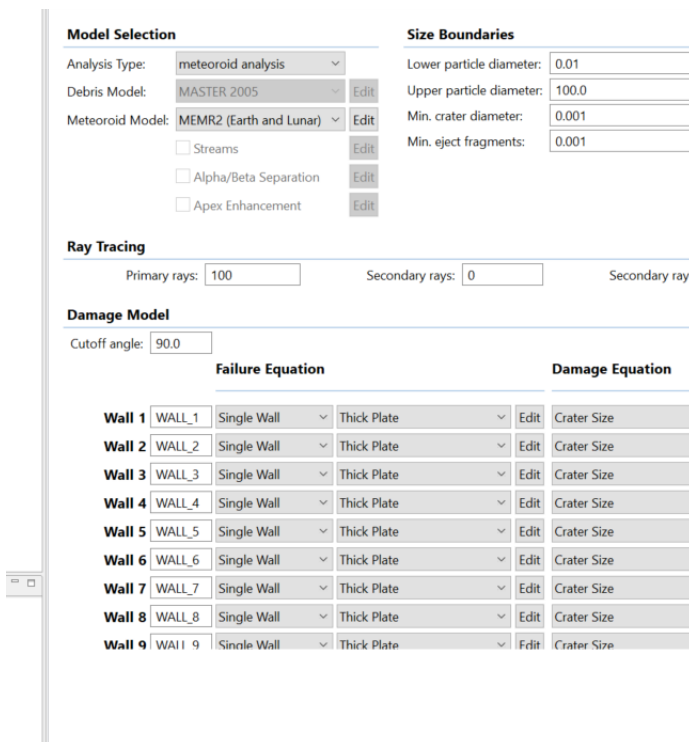 Model Selection Size Boundaries
Analysis Type: meteoroid analysis Lower particle diameter: 0.01
Debris Model: MASTER 2005 Edit Upper particle diameter: 100.0
Meteoroid Model: MEMR2 (Earth and Lunar) Edit Min. crater diameter: 0.001
Streams Edit Min. eject fragments: 0.001
Alpha/Beta Separation Edit
Apex Enhancement Edit
Ray Tracing
Primary rays: 100 Secondary rays: 0 Secondary ray
Damage Model
Cutoff angle: 90.0
Failure Equation Damage Equation
Wall 1 WALL_1 Single Wall Thick Plate Edit Crater Size
Wall 2 WALL_2 Single Wall Thick Plate Edit Crater Size
Wall 3 WALL_3 Single Wall Thick Plate Edit Crater Size
Wall 4 WALL_4 Single Wall Thick Plate Edit Crater Size
Wall 5 WALL_5 Single Wall Thick Plate Edit Crater Size
Wall 6 WALL_6 Single Wall Thick Plate Edit Crater Size
Wall 7 WALL_7 Single Wall Thick Plate Edit Crater Size
Wall 8 WALL_8 Single Wall Thick Plate Edit Crater Size
Wall 9 WALL_9 Single Wall Thick Plate Edit Crater Size